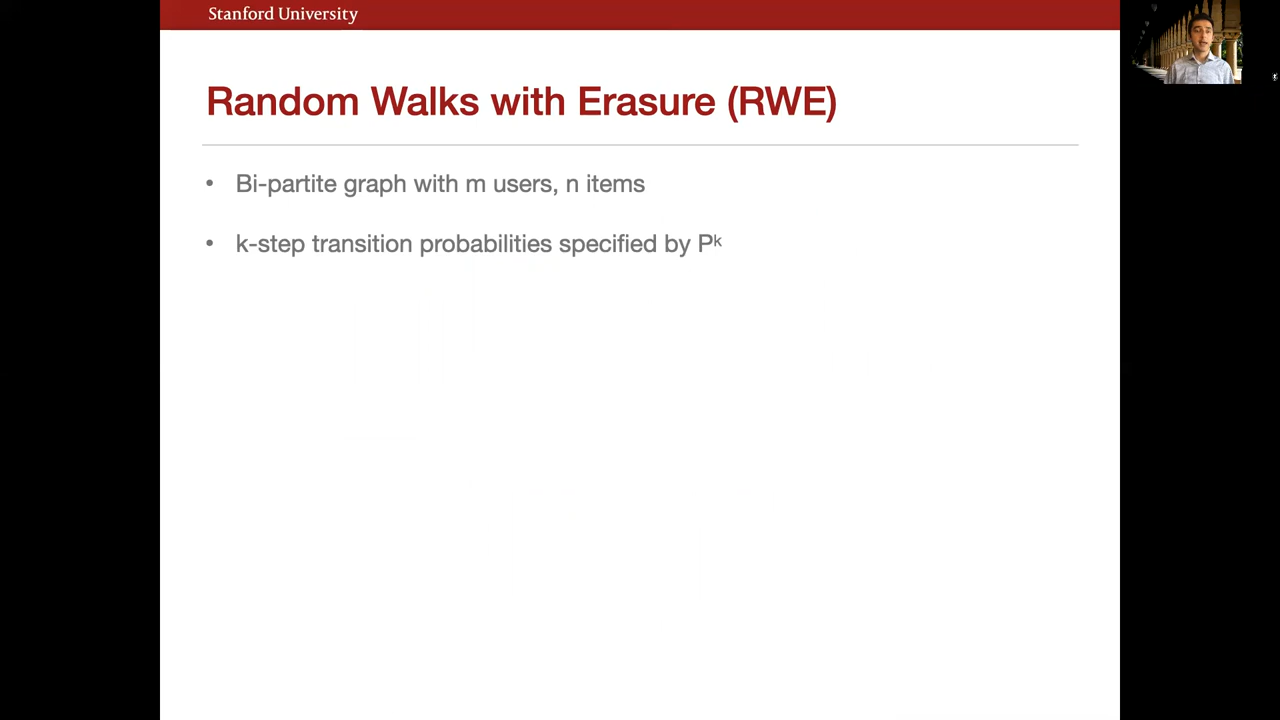 Stanford University
Random Walks with Erasure (RWE)
• Bi-partite graph with m users, n items
• k-step transition probabilities specified by Pᵏ